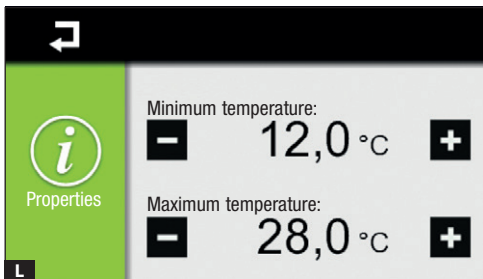 Minimum temperature:
- 12,0 °C +
Properties
Maximum temperature:
- 28,0 °C +
L